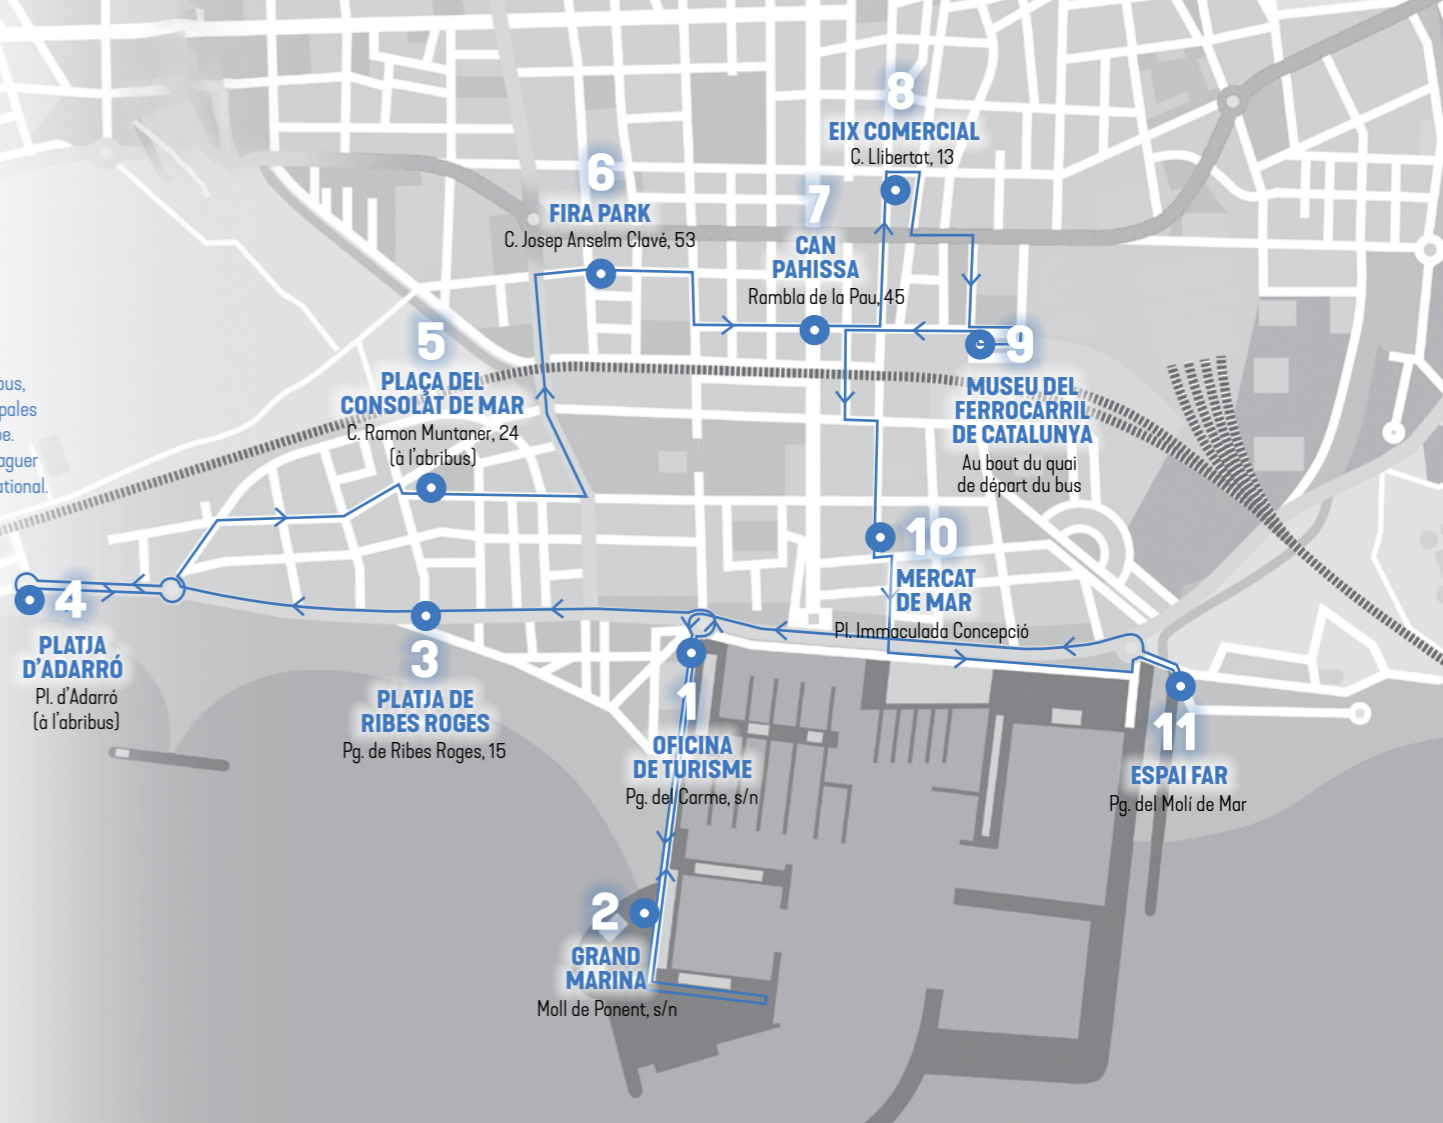 8
EIX COMERCIAL
C. Llibertat, 13
6
FIRA PARK
C. Josep Anselm Clavé, 53
7
CAN
PAHISSA
Rambla de la Pau, 45
5
PLAÇA DEL
CONSOLAT DE MAR
C. Ramon Muntaner, 24
(à l'abribus)
9
MUSEU DEL
FERROCARRIL
DE CATALUNYA
Au bout du quai
de départ du bus
10
MERCAT
DE MAR
Pl. Immaculada Concepció
4
PLATJA
D'ADARRÓ
Pl. d'Adarró
(à l'abribus)
3
PLATJA DE
RIBES ROGES
Pg. de Ribes Roges, 15
1
OFICINA
DE TURISME
Pg. del Carme, s/n
11
ESPAI FAR
Pg. del Molí de Mar
2
GRAND
MARINA
Moll de Ponent, s/n